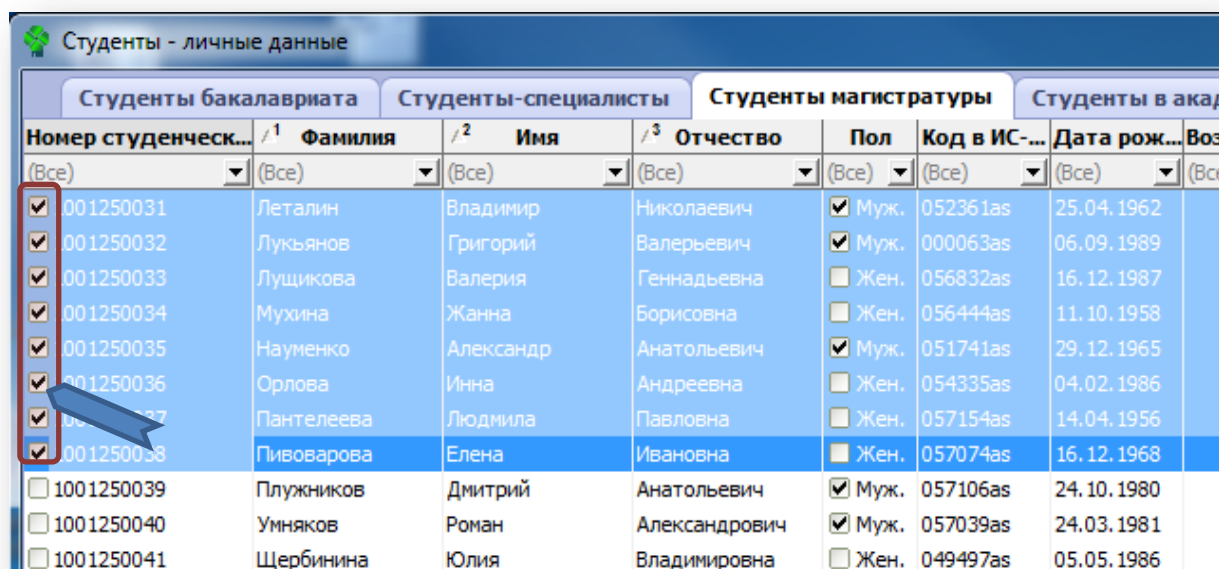 Студенты - личные данные
Студенты бакалавриата Студенты-специалисты Студенты магистратуры Студенты в акад
Номер студенческ... 1 Фамилия 2 Имя 3 Отчество Пол Код в ИС-... Дата рож... Воз
(Все) (Все) (Все) (Все) (Все) (Все) (Все) (Все
1001250031 Леталин Владимир Николаевич Муж. 052361as 25.04.1962
1001250032 Лукьянов Григорий Валерьевич Муж. 000063as 06.09.1989
1001250033 Лущикова Валерия Геннадьевна Жен. 056832as 16.12.1987
1001250034 Мухина Жанна Борисовна Жен. 056444as 11.10.1958
1001250035 Науменко Александр Анатольевич Муж. 051741as 29.12.1965
1001250036 Орлова Инна Андреевна Жен. 054335as 04.02.1986
Пантелеева Людмила Павловна Жен. 057154as 14.04.1956
1001250038 Пивоварова Елена Ивановна Жен. 057074as 16.12.1968
1001250039 Плужников Дмитрий Анатольевич Муж. 057106as 24.10.1980
1001250040 Умняков Роман Александрович Муж. 057039as 24.03.1981
1001250041 Щербинина Юлия Владимировна Жен. 049497as 05.05.1986